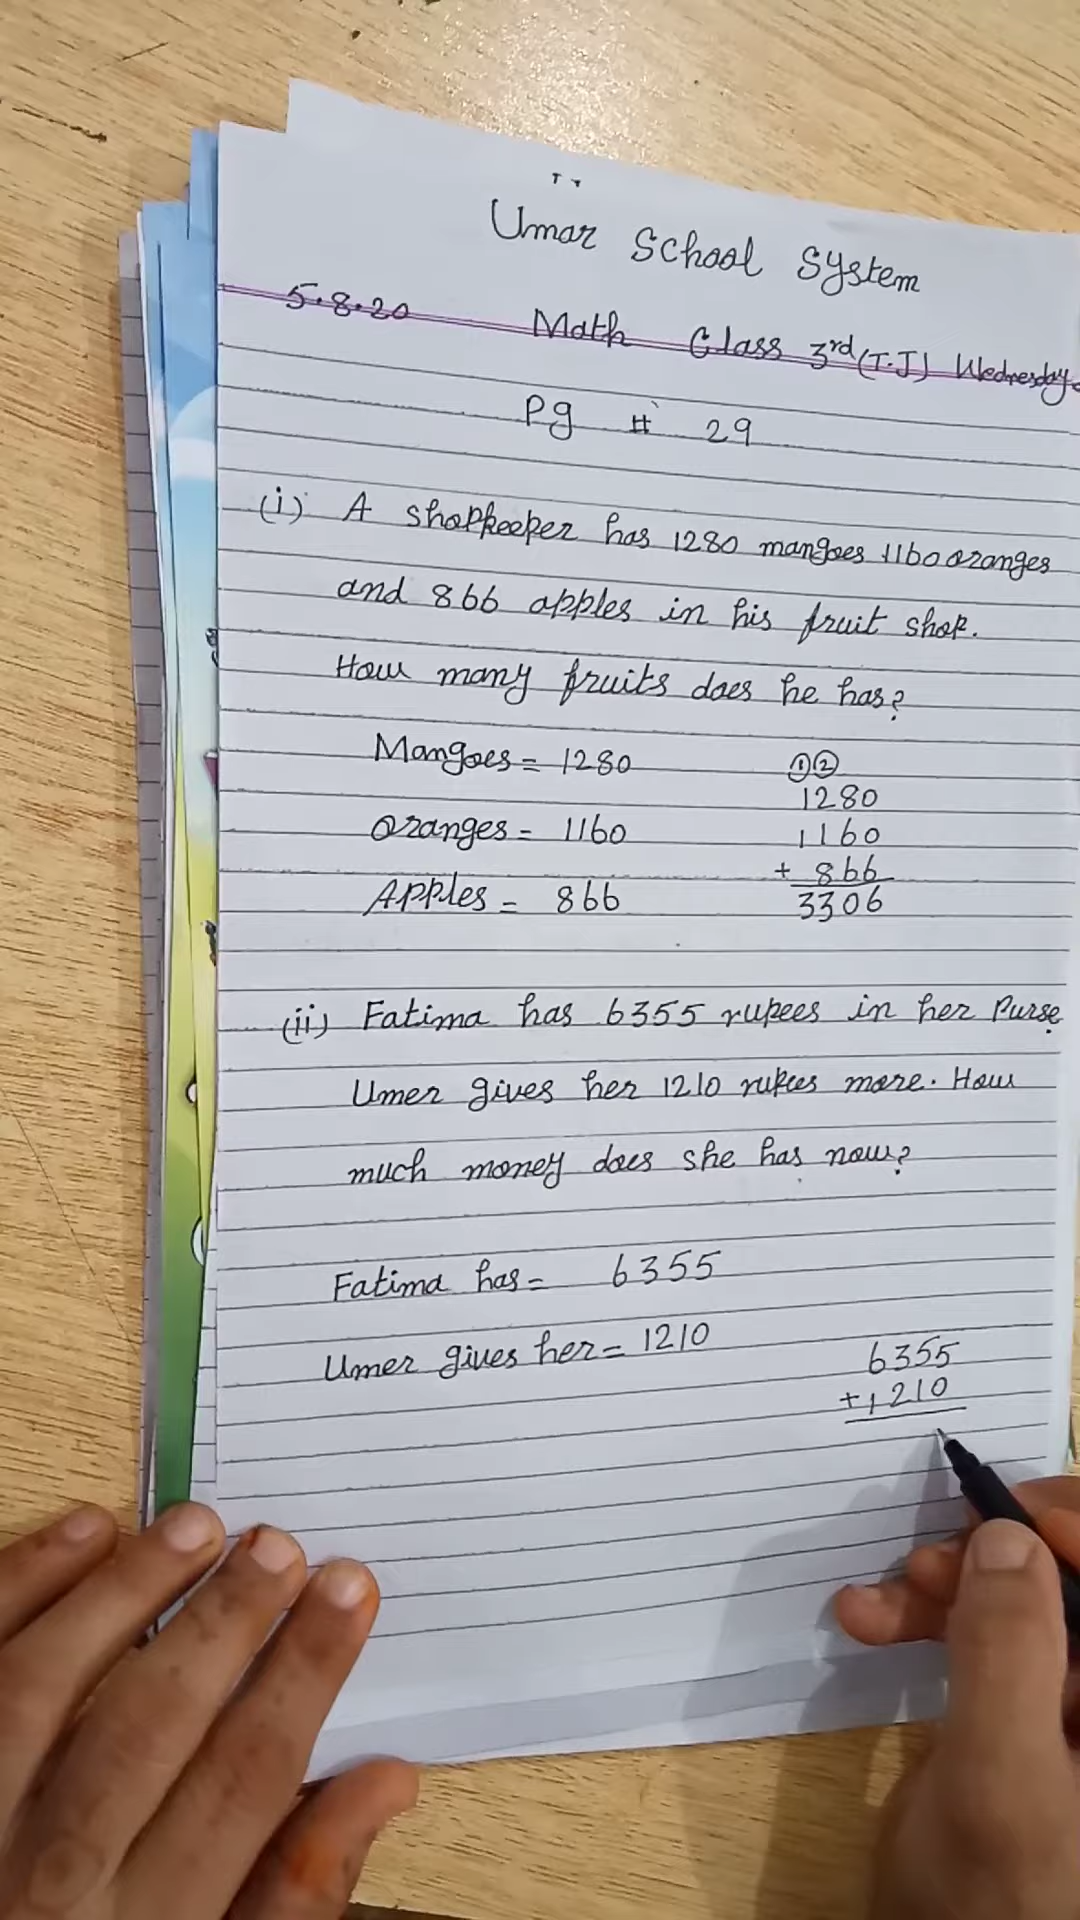 Umar School System
5.8.20 Math Class 3rd (T.J) Wednesday.
Pg # 29
(i) A shopkeeper has 1280 mangoes 1160 oranges
and 866 apples in his fruit shop.
How many fruits does he has?
Mangoes = 1280
①②
1280
Oranges = 1160
1160
+ 866
Apples = 866
3306
(ii) Fatima has 6355 rupees in her Purse
Umer gives her 1210 rupees more. How
much money does she has now?
Fatima has = 6355
Umer gives her = 1210
6355
+1210